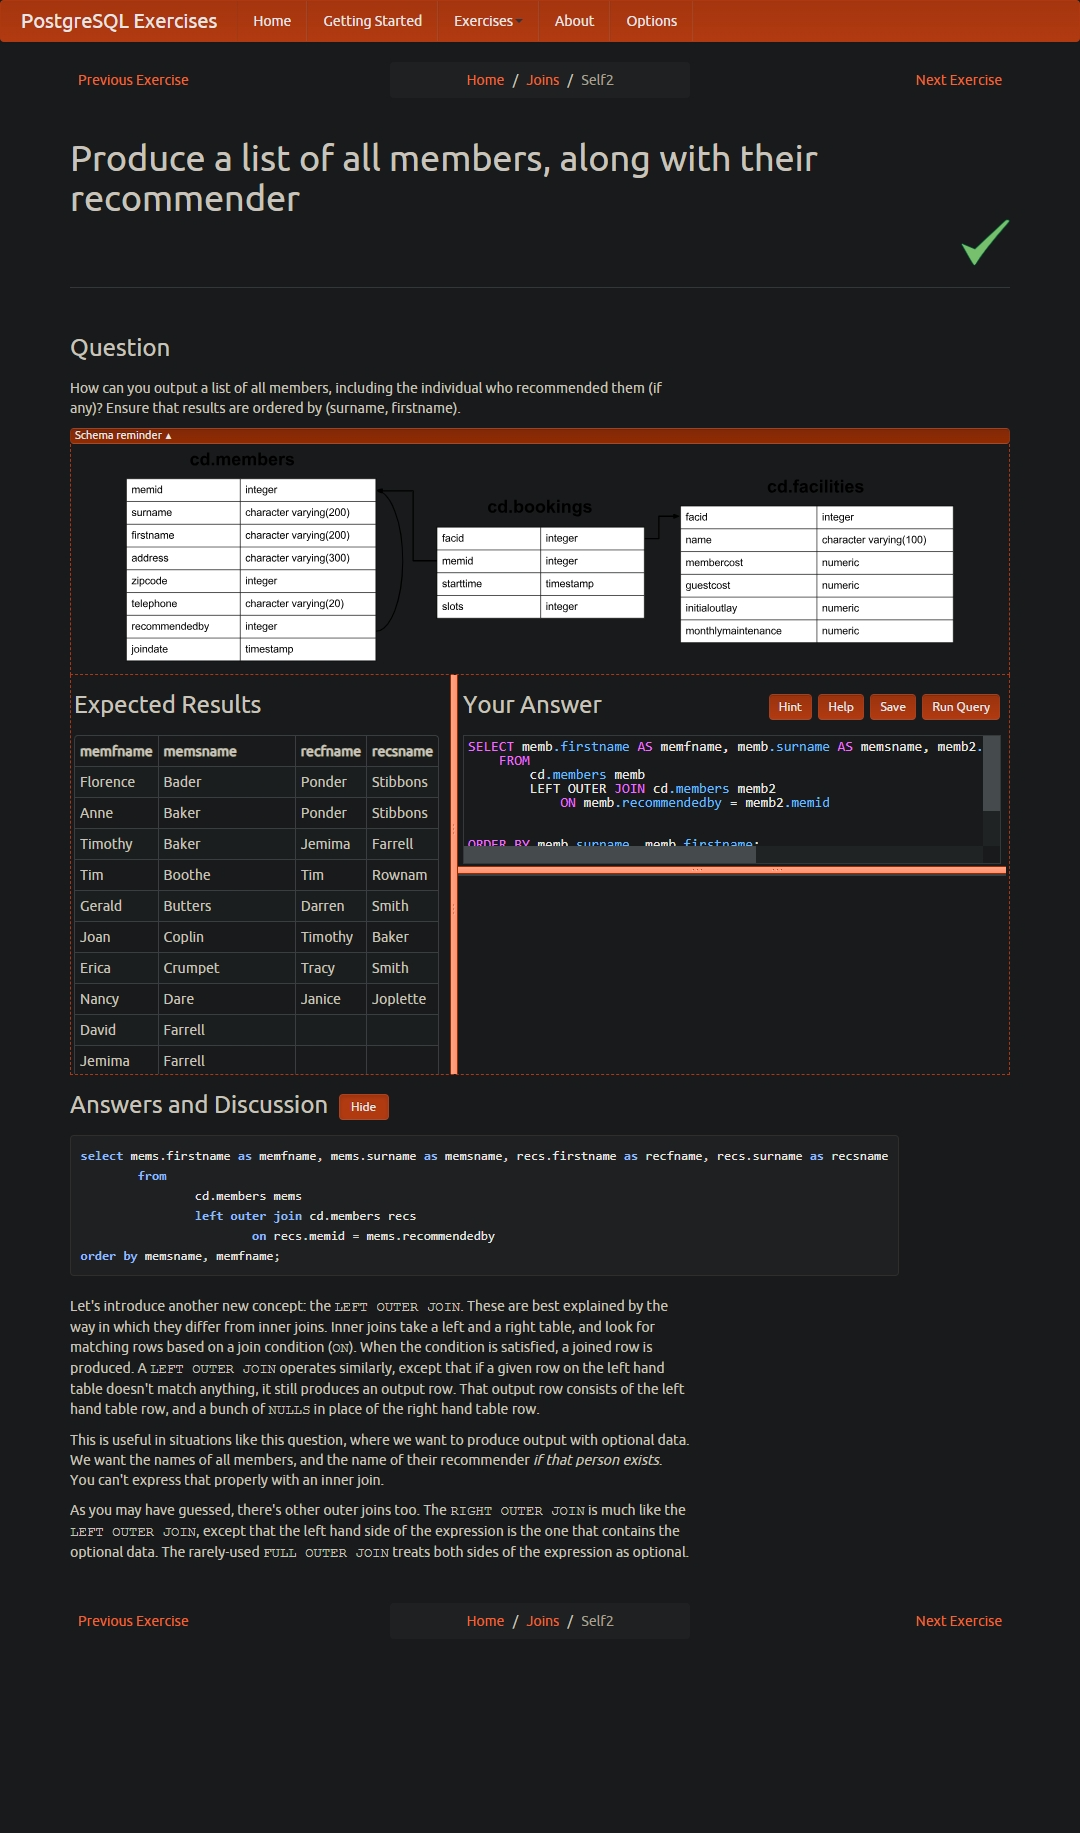 PostgreSQL Exercises Home Getting Started Exercises About Options
Previous Exercise Home / Joins / Self2 Next Exercise
Produce a list of all members, along with their
recommender
Question
How can you output a list of all members, including the individual who recommended them (if
any)? Ensure that results are ordered by (surname, firstname).
Schema reminder ▲
cd.members
memid integer
surname character varying(200)
firstname character varying(200)
address character varying(300)
zipcode integer
telephone character varying(20)
recommendedby integer
joindate timestamp
cd.bookings
facid integer
memid integer
starttime timestamp
slots integer
cd.facilities
facid integer
name character varying(100)
membercost numeric
guestcost numeric
initialoutlay numeric
monthlymaintenance numeric
Expected Results
memfname memsname recfname recsname
Florence Bader Ponder Stibbons
Anne Baker Ponder Stibbons
Timothy Baker Jemima Farrell
Tim Boothe Tim Rownam
Gerald Butters Darren Smith
Joan Coplin Timothy Baker
Erica Crumpet Tracy Smith
Nancy Dare Janice Joplette
David Farrell
Jemima Farrell
Your Answer Hint Help Save Run Query
SELECT memb.firstname AS memfname, memb.surname AS memsname, memb2.
FROM
cd.members memb
LEFT OUTER JOIN cd.members memb2
ON memb.recommendedby = memb2.memid
ORDER BY memb.surname, memb.firstname;
Answers and Discussion Hide
select mems.firstname as memfname, mems.surname as memsname, recs.firstname as recfname, recs.surname as recsname
from
cd.members mems
left outer join cd.members recs
on recs.memid = mems.recommendedby
order by memsname, memfname;
Let's introduce another new concept: the LEFT OUTER JOIN. These are best explained by the
way in which they differ from inner joins. Inner joins take a left and a right table, and look for
matching rows based on a join condition (ON). When the condition is satisfied, a joined row is
produced. A LEFT OUTER JOIN operates similarly, except that if a given row on the left hand
table doesn't match anything, it still produces an output row. That output row consists of the left
hand table row, and a bunch of NULLS in place of the right hand table row.
This is useful in situations like this question, where we want to produce output with optional data.
We want the names of all members, and the name of their recommender if that person exists.
You can't express that properly with an inner join.
As you may have guessed, there's other outer joins too. The RIGHT OUTER JOIN is much like the
LEFT OUTER JOIN, except that the left hand side of the expression is the one that contains the
optional data. The rarely-used FULL OUTER JOIN treats both sides of the expression as optional.
Previous Exercise Home / Joins / Self2 Next Exercise